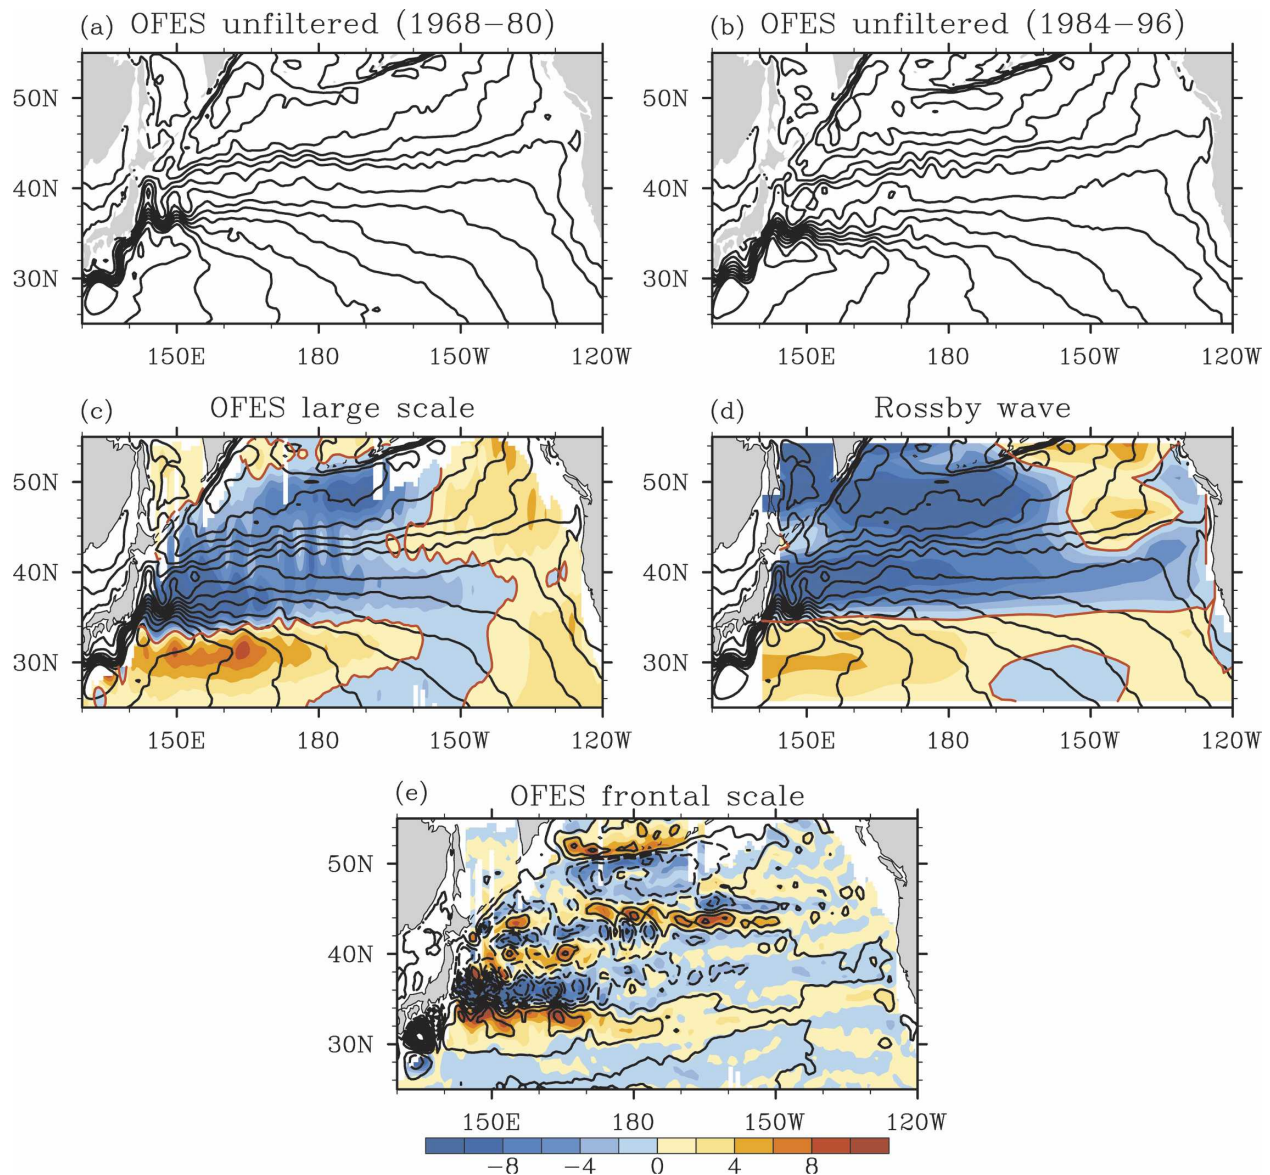 (a) OFES unfiltered (1968−80)
(b) OFES unfiltered (1984−96)
50N
40N
30N
150E 180 150W 120W
50N
40N
30N
150E 180 150W 120W
(c) OFES large scale
(d) Rossby wave
50N
40N
30N
150E 180 150W 120W
50N
40N
30N
150E 180 150W 120W
(e) OFES frontal scale
50N
40N
30N
150E 180 150W 120W
−8 −4 0 4 8